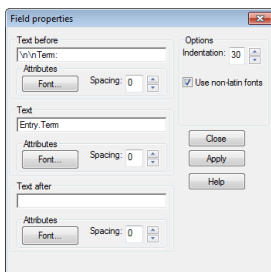 Field properties
Text before
\n\nTerm:
Attributes
Font...
Spacing: 0
Text
Entry.Term
Attributes
Font...
Spacing: 0
Text after
Attributes
Font...
Spacing: 0
Options
Indentation: 30
Use non-latin fonts
Close
Apply
Help